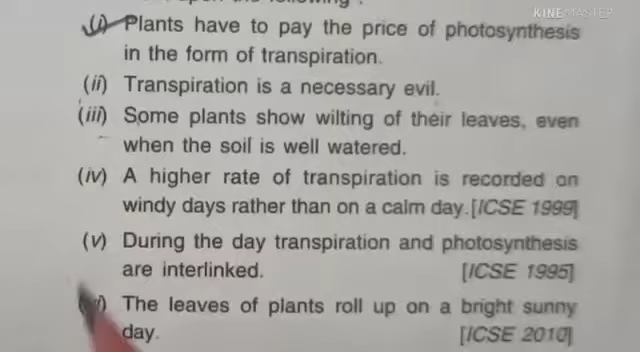 KINEMASTER
(i) Plants have to pay the price of photosynthesis
in the form of transpiration.
(ii) Transpiration is a necessary evil.
(iii) Some plants show wilting of their leaves, even
when the soil is well watered.
(iv) A higher rate of transpiration is recorded on
windy days rather than on a calm day. [ICSE 1999]
(v) During the day transpiration and photosynthesis
are interlinked. [ICSE 1995]
The leaves of plants roll up on a bright sunny
day. [ICSE 2010]